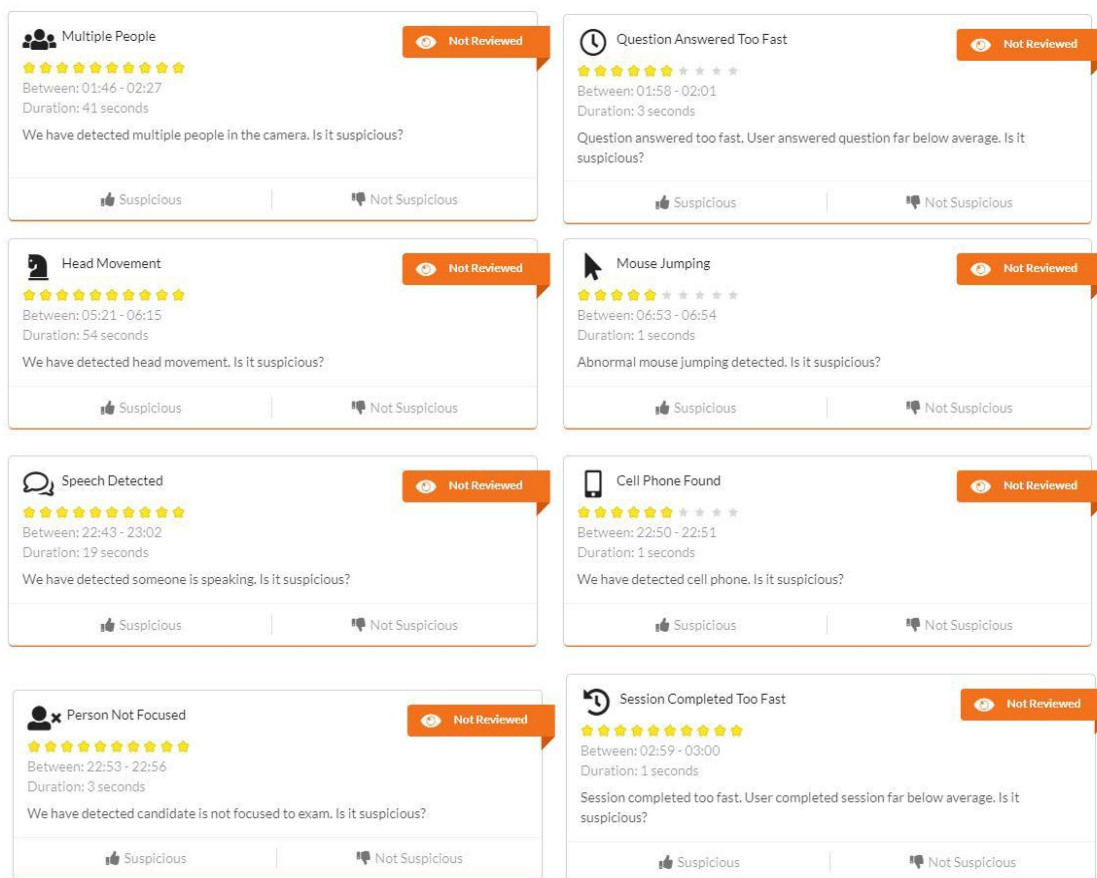 Multiple People
Not Reviewed
Between: 01:46 - 02:27
Duration: 41 seconds
We have detected multiple people in the camera. Is it suspicious?
Suspicious
Not Suspicious
Question Answered Too Fast
Not Reviewed
Between: 01:58 - 02:01
Duration: 3 seconds
Question answered too fast. User answered question far below average. Is it
suspicious?
Suspicious
Not Suspicious
Head Movement
Not Reviewed
Between: 05:21 - 06:15
Duration: 54 seconds
We have detected head movement. Is it suspicious?
Suspicious
Not Suspicious
Mouse Jumping
Not Reviewed
Between: 06:53 - 06:54
Duration: 1 seconds
Abnormal mouse jumping detected. Is it suspicious?
Suspicious
Not Suspicious
Speech Detected
Not Reviewed
Between: 22:43 - 23:02
Duration: 19 seconds
We have detected someone is speaking. Is it suspicious?
Suspicious
Not Suspicious
Cell Phone Found
Not Reviewed
Between: 22:50 - 22:51
Duration: 1 seconds
We have detected cell phone. Is it suspicious?
Suspicious
Not Suspicious
Person Not Focused
Not Reviewed
Between: 22:53 - 22:56
Duration: 3 seconds
We have detected candidate is not focused to exam. Is it suspicious?
Suspicious
Not Suspicious
Session Completed Too Fast
Not Reviewed
Between: 02:59 - 03:00
Duration: 1 seconds
Session completed too fast. User completed session far below average. Is it
suspicious?
Suspicious
Not Suspicious